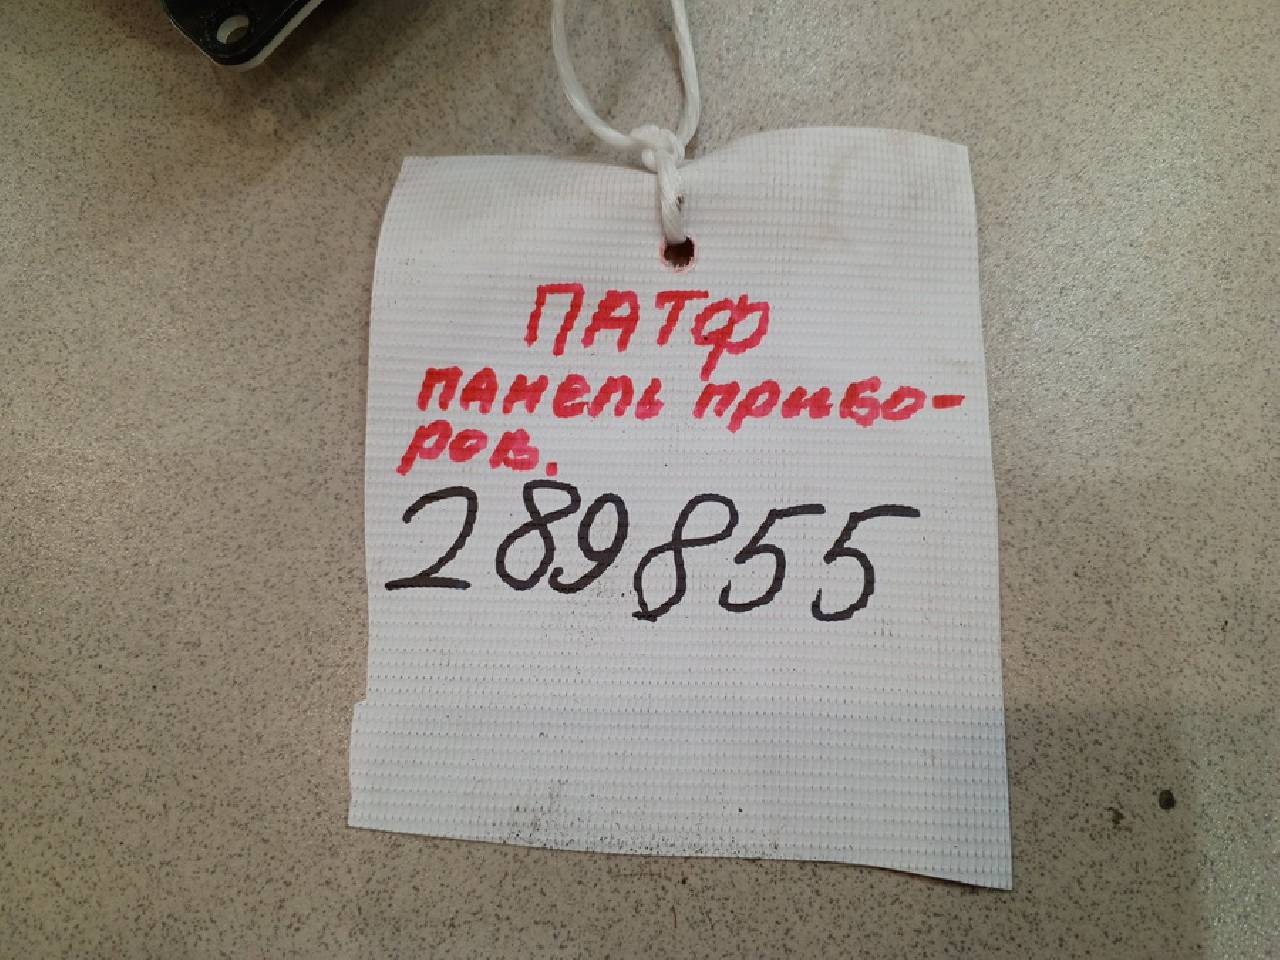 ПАТФ
панель прибо-
ров.
289855